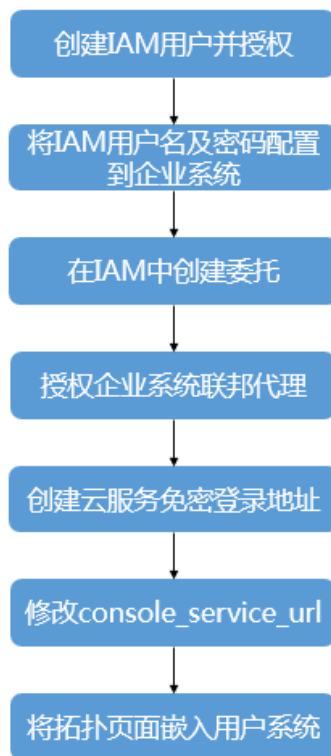 创建IAM用户并授权
将IAM用户名及密码配置
到企业系统
在IAM中创建委托
授权企业系统联邦代理
创建云服务免密登录地址
修改console_service_url
将拓扑页面嵌入用户系统